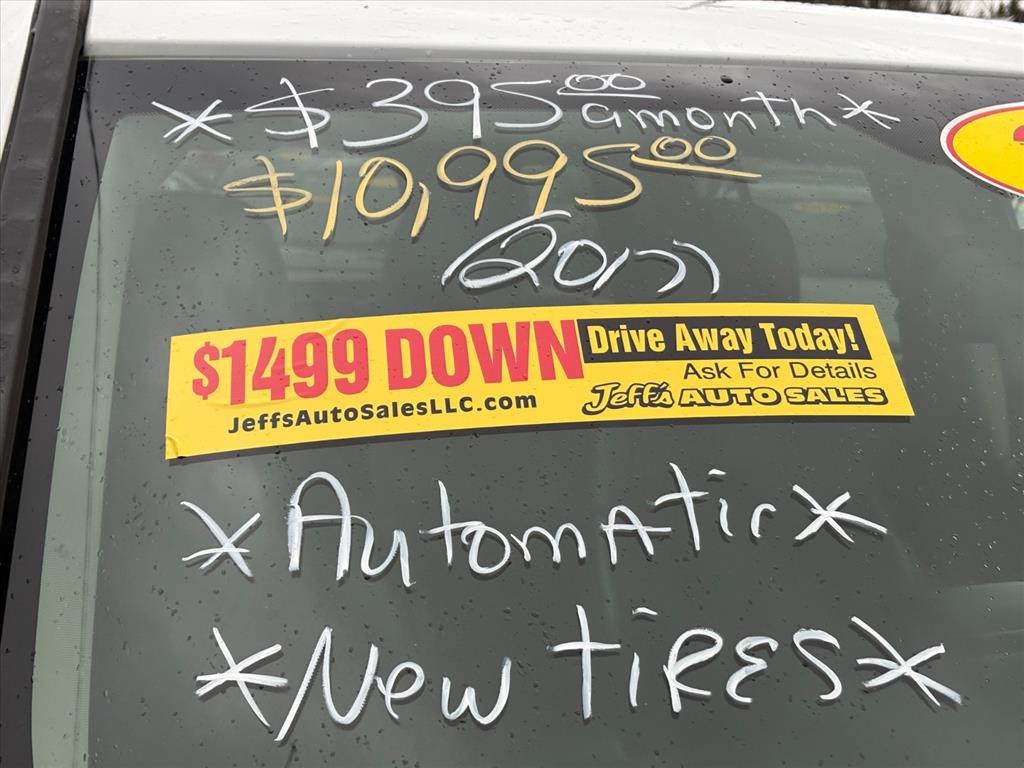 *$395.00 a month*
$10,995.00
2017
$1499 DOWN Drive Away Today!
Ask For Details
JeffsAutoSalesLLC.com Jeff's AUTO SALES
*Automatic*
*New Tires*